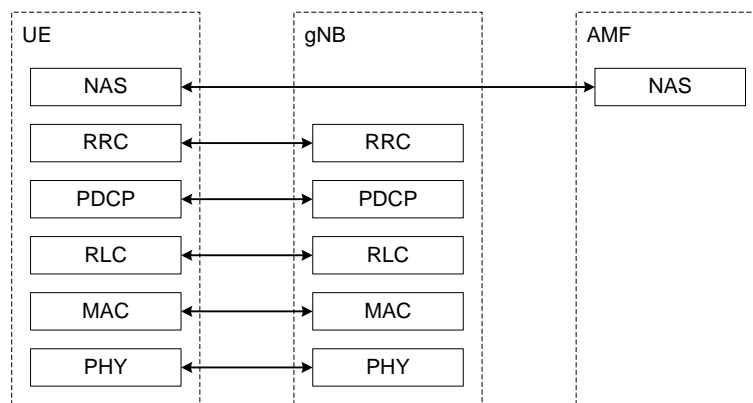 UE
gNB
AMF
NAS
NAS
RRC
RRC
PDCP
PDCP
RLC
RLC
MAC
MAC
PHY
PHY